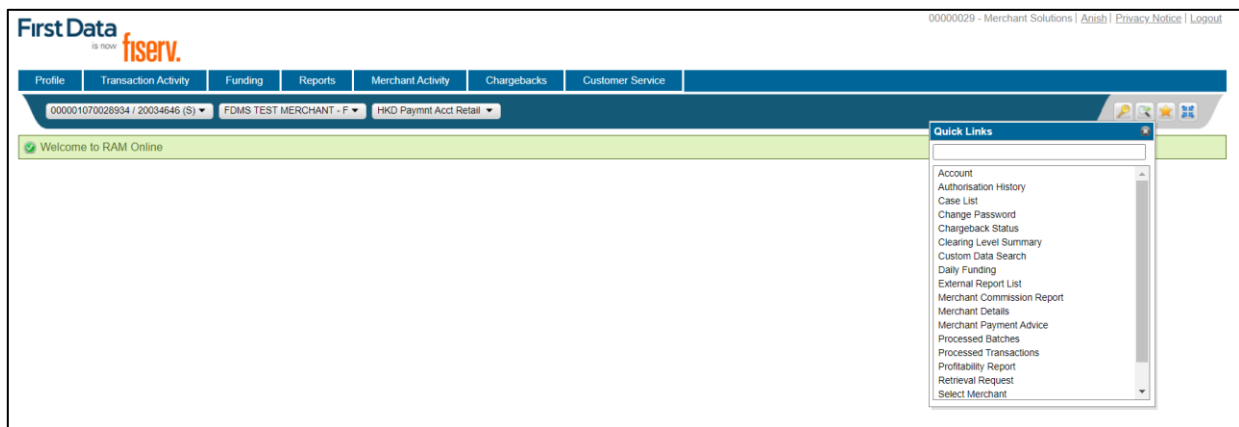 First Data
is now fiserv.
00000029 - Merchant Solutions | Anish | Privacy Notice | Logout
Profile Transaction Activity Funding Reports Merchant Activity Chargebacks Customer Service
000001070028934 / 20034646 (S) FDMS TEST MERCHANT - F HKD Paymnt Acct Retail
Quick Links
Welcome to RAM Online
Account
Authorisation History
Case List
Change Password
Chargeback Status
Clearing Level Summary
Custom Data Search
Daily Funding
External Report List
Merchant Commission Report
Merchant Details
Merchant Payment Advice
Processed Batches
Processed Transactions
Profitability Report
Retrieval Request
Select Merchant